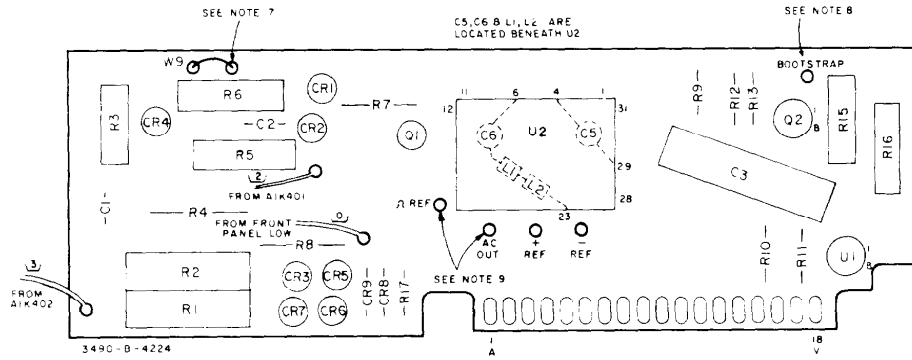 SEE NOTE 7
C5,C6 & L1, L2 ARE
LOCATED BENEATH U2
SEE NOTE 8
W9
BOOTSTRAP
CR1
R6
R7
R9
R12
R13
R3
CR4
C2
CR2
Q1
12
11
6
4
1
31
U2
C6
C5
Q2
B
R15
R16
R5
2
FROM A1K401
L1
L2
29
28
23
C3
Ω REF
C1
R4
FROM FRONT
PANEL LOW
0
R8
AC
OUT
+
REF
-
REF
R10
R11
U1
1
8
3
FROM
A1K402
R2
R1
CR3
CR5
CR7
CR6
CR9
CR8
R17
SEE NOTE 9
3490-B-4224
1
A
18
V